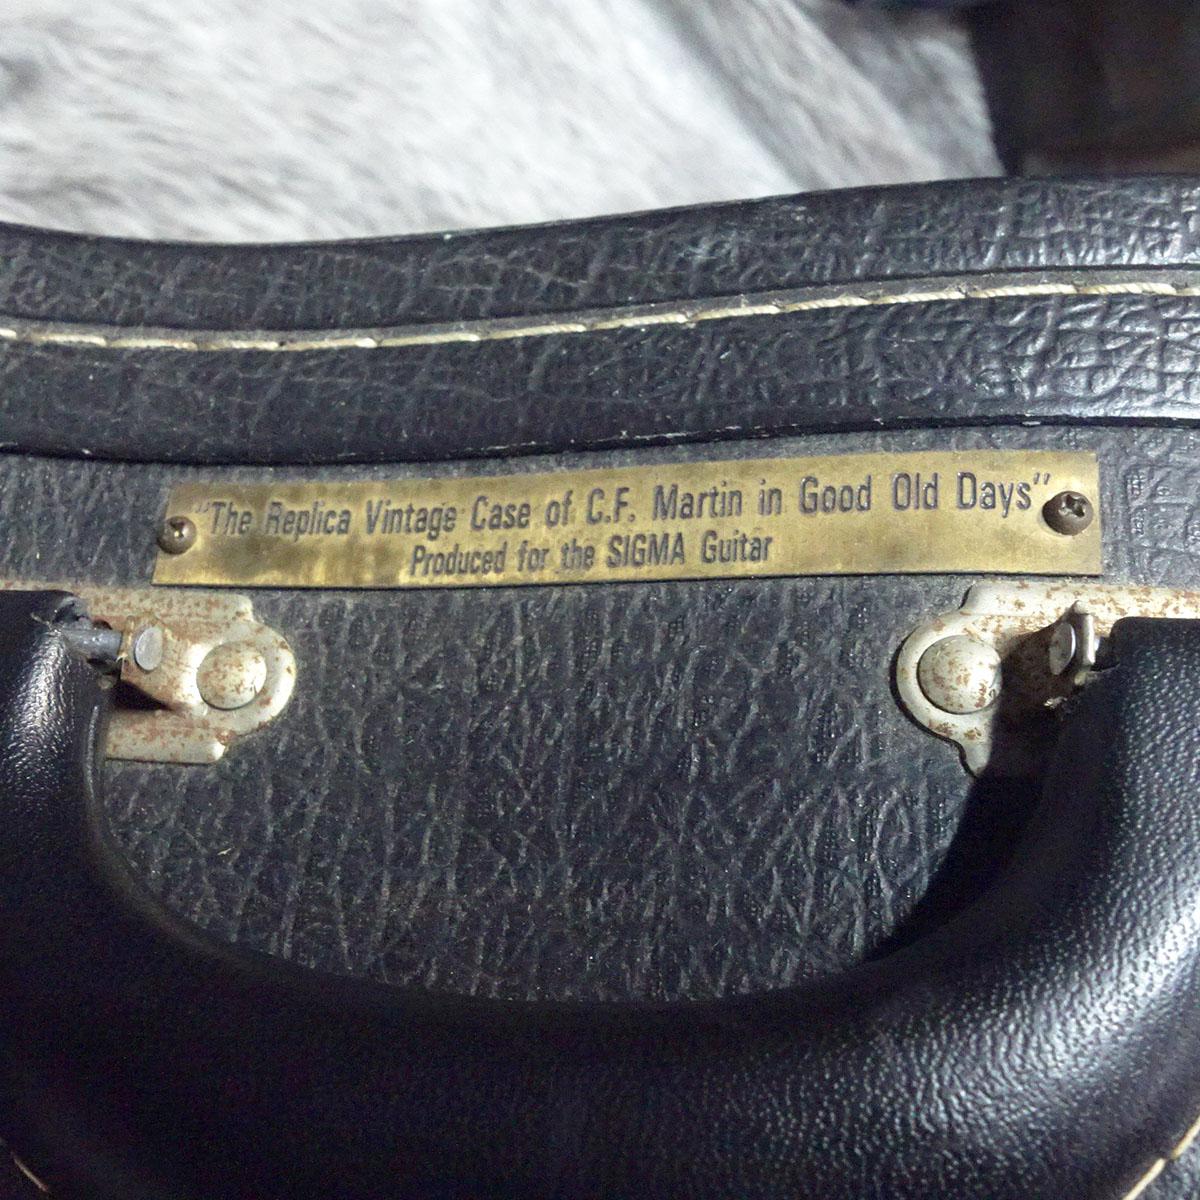 "The Replica Vintage Case of C.F. Martin in Good Old Days"
Produced for the SIGMA Guitar